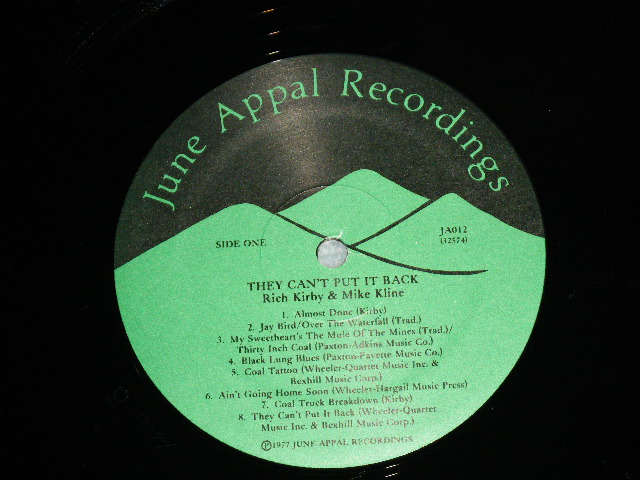 June Appal Recordings
SIDE ONE
JA012
(32574)
THEY CAN'T PUT IT BACK
Rich Kirby & Mike Kline
1. Almost Done (Kirby)
2. Jay Bird/Over The Waterfall (Trad.)
3. My Sweetheart's The Mule Of The Mines (Trad.)/
Thirty Inch Coal (Paxton-Adkins Music Co.)
4. Black Lung Blues (Paxton-Payette Music Co.)
5. Coal Tattoo (Wheeler-Quartet Music Inc. &
Bexhill Music Corp.)
6. Ain't Going Home Soon (Wheeler-Hargail Music Press)
7. Coal Truck Breakdown (Kirby)
8. They Can't Put It Back (Wheeler-Quartet
Music Inc. & Bexhill Music Corp.)
Ⓟ1977 JUNE APPAL RECORDINGS